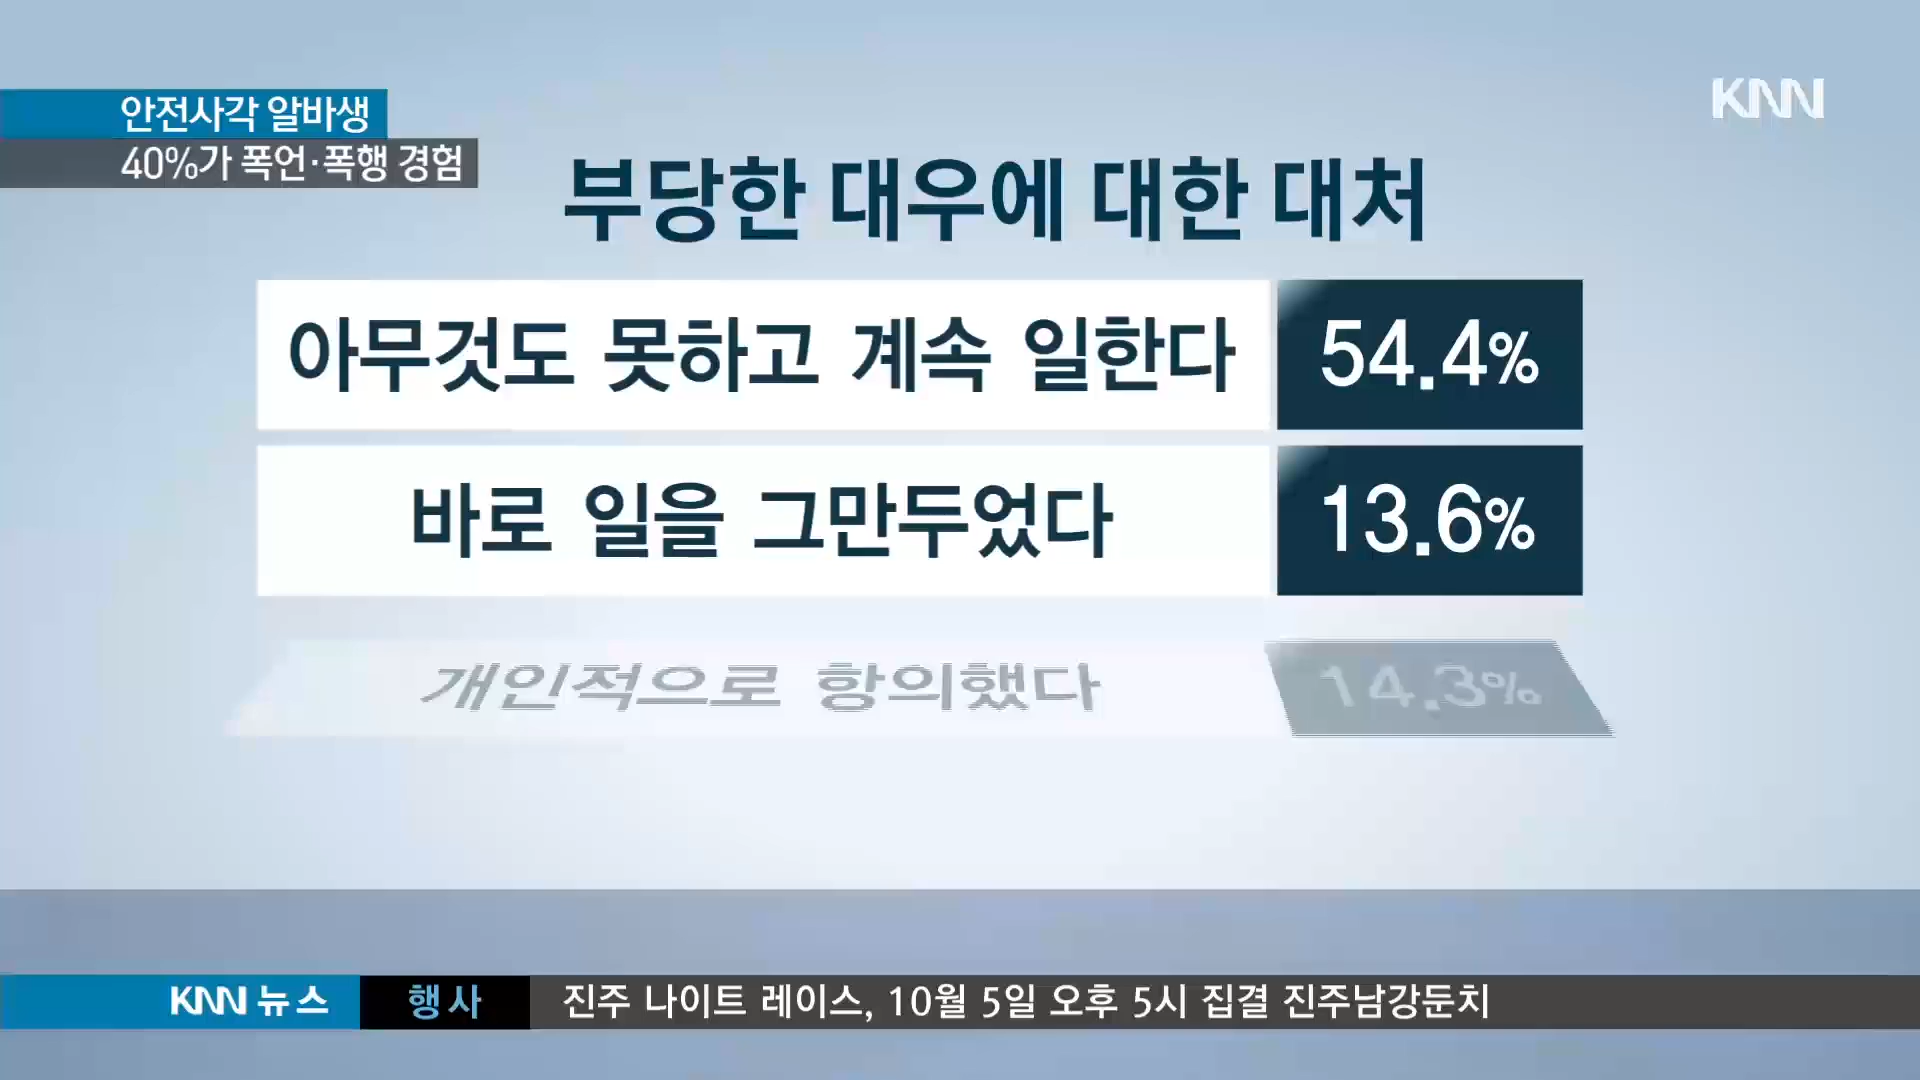 안전사각 알바생
40%가 폭언·폭행 경험
KNN
부당한 대우에 대한 대처
아무것도 못하고 계속 일한다 54.4%
바로 일을 그만두었다 13.6%
개인적으로 항의했다 14.3%
KNN 뉴스 행사 진주 나이트 레이스, 10월 5일 오후 5시 집결 진주남강둔치